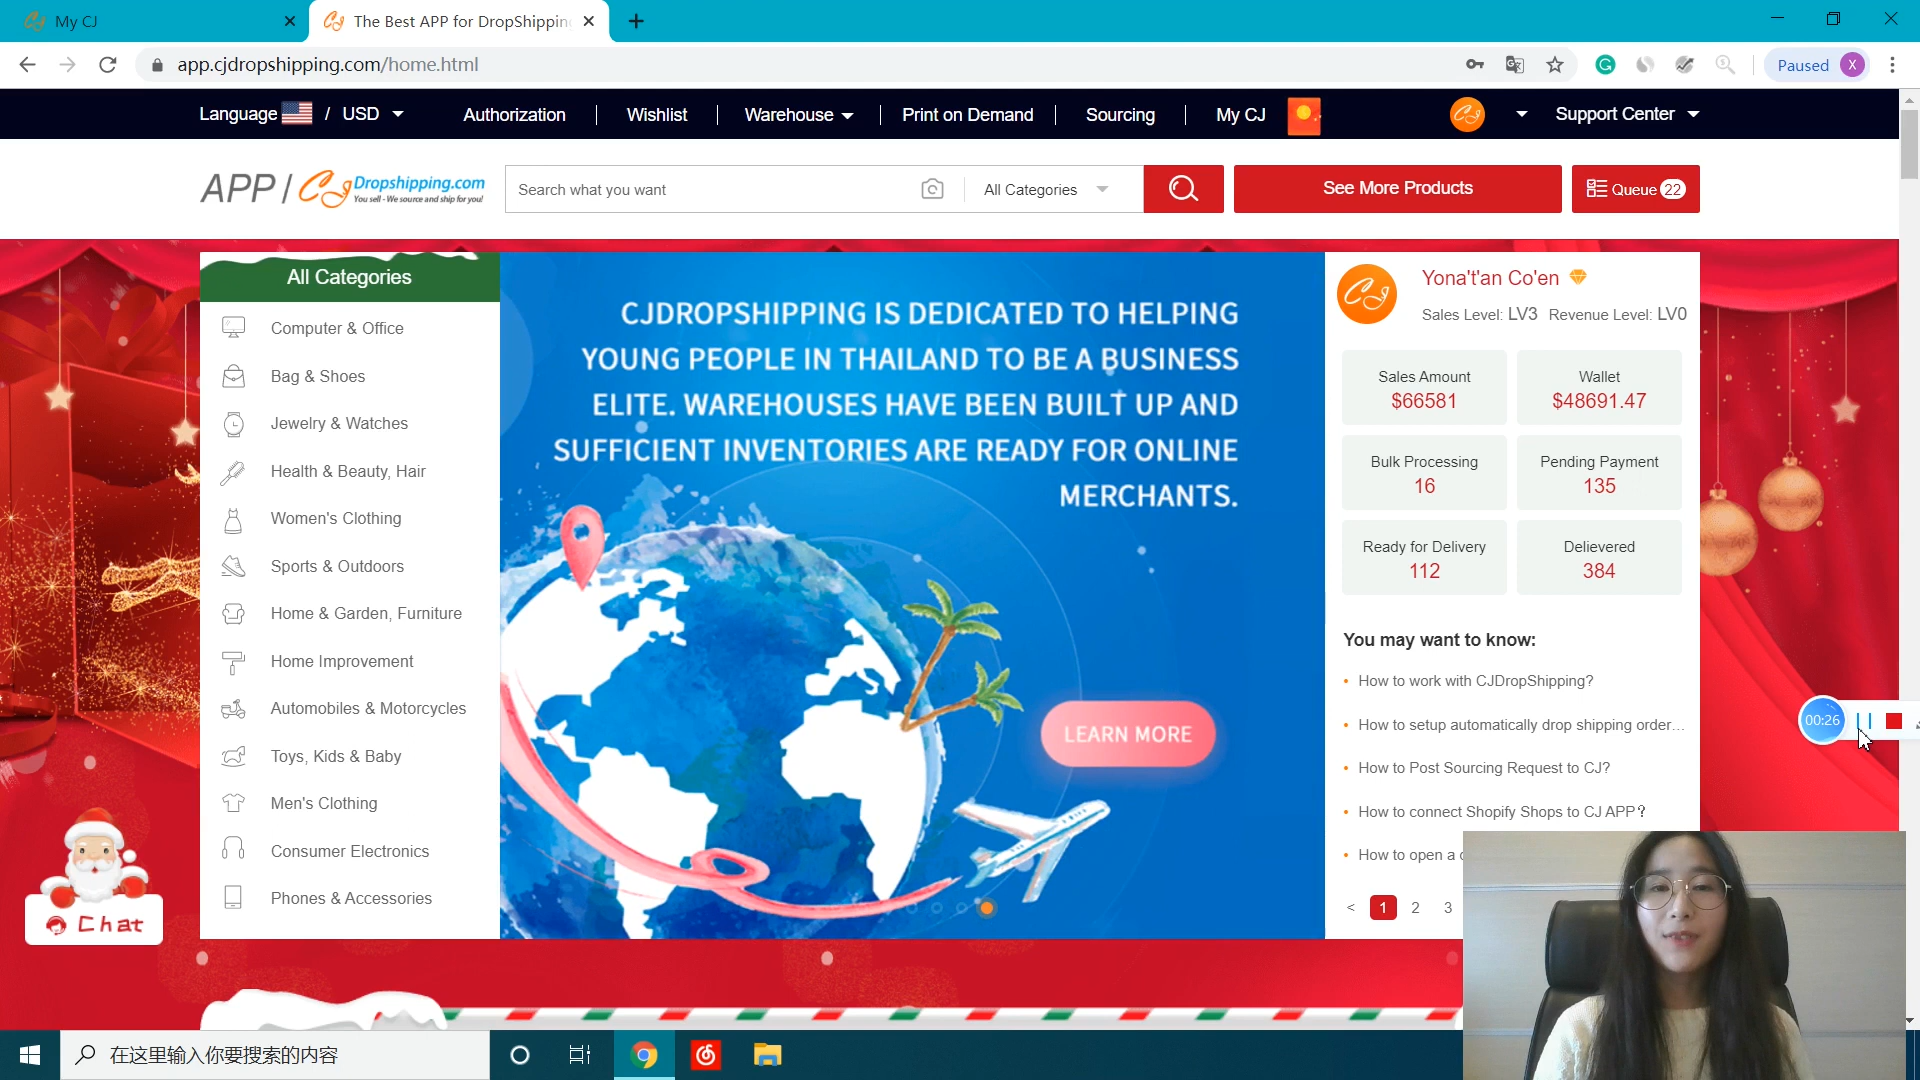 My CJ
The Best APP for DropShippin
app.cjdropshipping.com/home.html
Paused X
Language / USD
Authorization
Wishlist
Warehouse
Print on Demand
Sourcing
My CJ
Support Center
APP / CJ Dropshipping.com
You sell - We source and ship for you!
Search what you want
All Categories
See More Products
Queue 22
All Categories
Computer & Office
Bag & Shoes
Jewelry & Watches
Health & Beauty, Hair
Women's Clothing
Sports & Outdoors
Home & Garden, Furniture
Home Improvement
Automobiles & Motorcycles
Toys, Kids & Baby
Men's Clothing
Consumer Electronics
Phones & Accessories
CJDROPSHIPPING IS DEDICATED TO HELPING
YOUNG PEOPLE IN THAILAND TO BE A BUSINESS
ELITE. WAREHOUSES HAVE BEEN BUILT UP AND
SUFFICIENT INVENTORIES ARE READY FOR ONLINE
MERCHANTS.
LEARN MORE
CJ
Yona't'an Co'en
Sales Level: LV3 Revenue Level: LV0
Sales Amount
$66581
Wallet
$48691.47
Bulk Processing
16
Pending Payment
135
Ready for Delivery
112
Delievered
384
You may want to know:
• How to work with CJDropShipping?
• How to setup automatically drop shipping order...
• How to Post Sourcing Request to CJ?
• How to connect Shopify Shops to CJ APP?
• How to open a
< 1 2 3
00:26
Chat
在这里输入你要搜索的内容